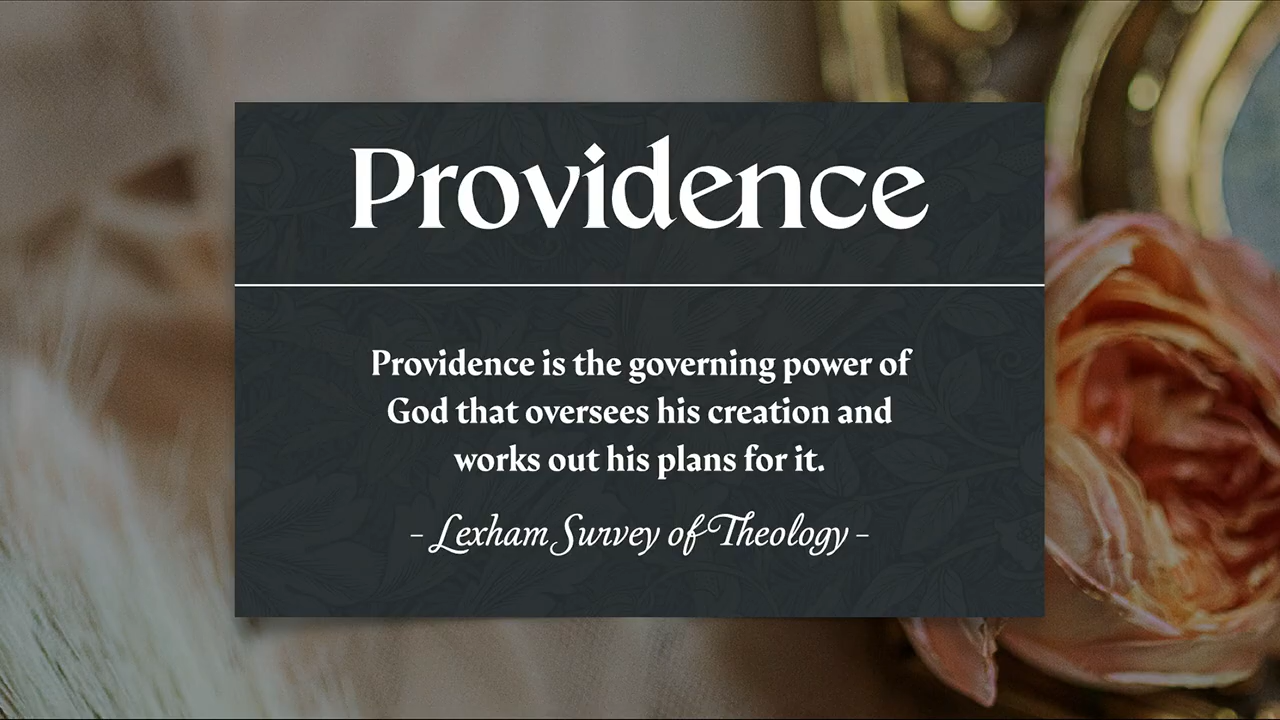 Providence
Providence is the governing power of
God that oversees his creation and
works out his plans for it.
- Lexham Survey of Theology -